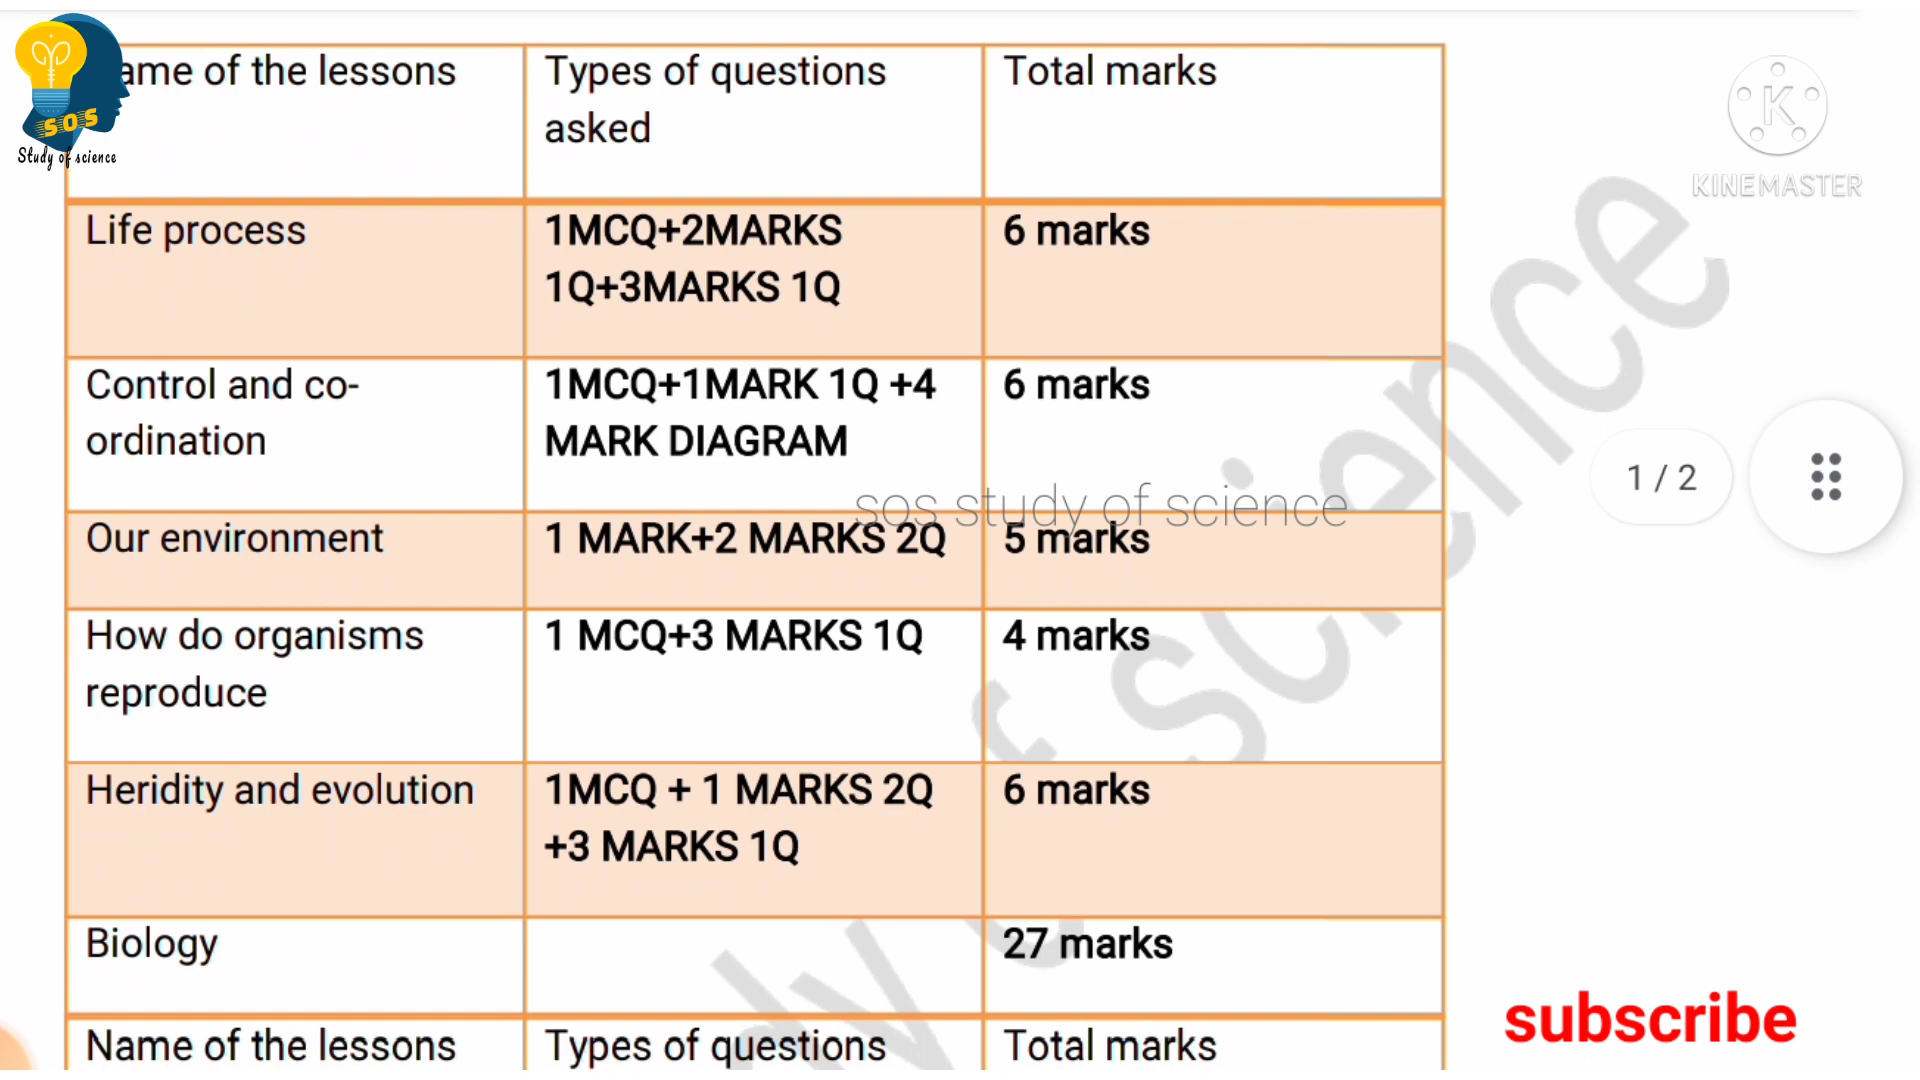 ame of the lessons
Types of questions
asked
Total marks
SOS
Study of science
K
KINEMASTER
Life process
1MCQ+2MARKS
1Q+3MARKS 1Q
6 marks
Control and co-
ordination
1MCQ+1MARK 1Q +4
MARK DIAGRAM
6 marks
1 / 2
sos study of science
Our environment
1 MARK+2 MARKS 2Q
5 marks
How do organisms
reproduce
1 MCQ+3 MARKS 1Q
4 marks
Heridity and evolution
1MCQ + 1 MARKS 2Q
+3 MARKS 1Q
6 marks
Biology
27 marks
Name of the lessons
Types of questions
Total marks
subscribe
dy of science